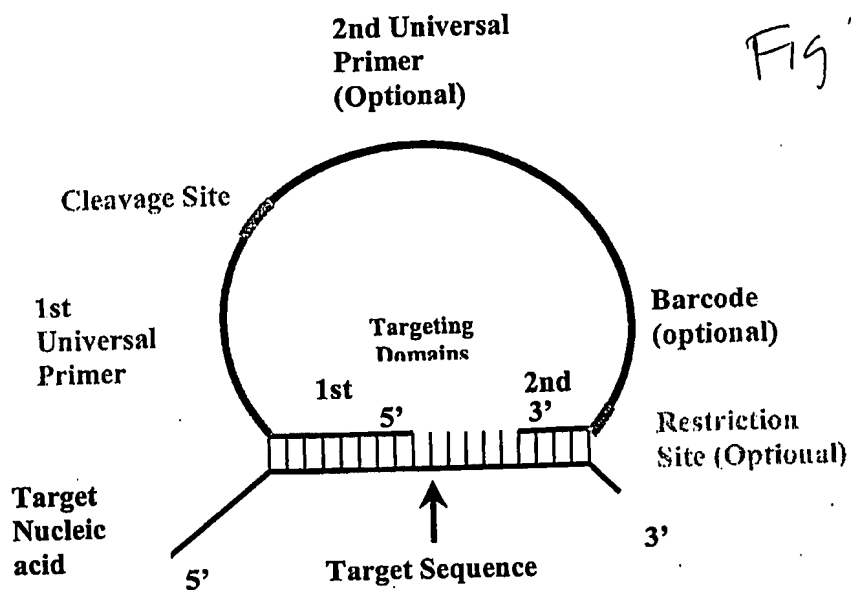 2nd Universal
Primer
(Optional)
Fig
Cleavage Site
1st
Universal
Primer
Targeting
Domains
Barcode
(optional)
1st
2nd
5’
3’
Restriction
Site (Optional)
Target
Nucleic
acid
5’
Target Sequence
3’